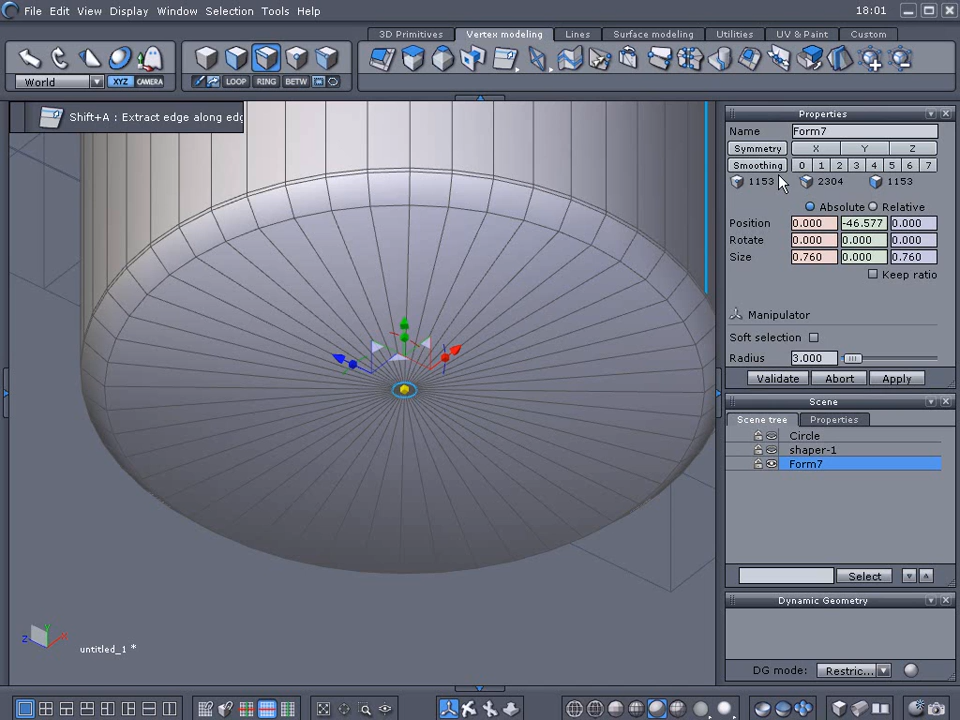 File Edit View Display Window Selection Tools Help 18:01
3D Primitives Vertex modeling Lines Surface modeling Utilities UV & Paint Custom
World XYZ CAMERA LOOP RING BETW
Shift+A : Extract edge along edg
Properties
Name Form7
Symmetry X Y Z
Smoothing 0 1 2 3 4 5 6 7
1153 2304 1153
Absolute Relative
Position 0.000 -46.577 0.000
Rotate 0.000 0.000 0.000
Size 0.760 0.000 0.760
Keep ratio
Manipulator
Soft selection
Radius 3.000
Validate Abort Apply
Scene
Scene tree Properties
Circle
shaper-1
Form7
Select
Dynamic Geometry
Z Y X
untitled_1 *
DG mode: Restric...